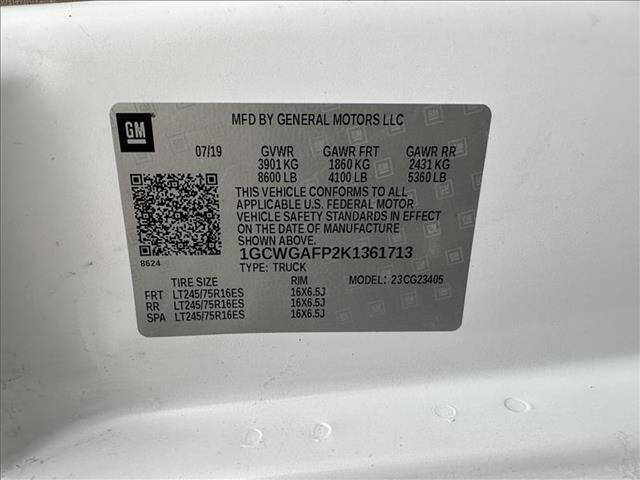 GM
MFD BY GENERAL MOTORS LLC
07/19 GVWR GAWR FRT GAWR RR
3901 KG 1860 KG 2431 KG
8600 LB 4100 LB 5360 LB
THIS VEHICLE CONFORMS TO ALL
APPLICABLE U.S. FEDERAL MOTOR
VEHICLE SAFETY STANDARDS IN EFFECT
ON THE DATE OF MANUFACTURE
SHOWN ABOVE.
8624
1GCWGAFP2K1361713
TYPE: TRUCK
TIRE SIZE RIM MODEL: 23CG23405
FRT LT245/75R16ES 16X6.5J
RR LT245/75R16ES 16X6.5J
SPA LT245/75R16ES 16X6.5J